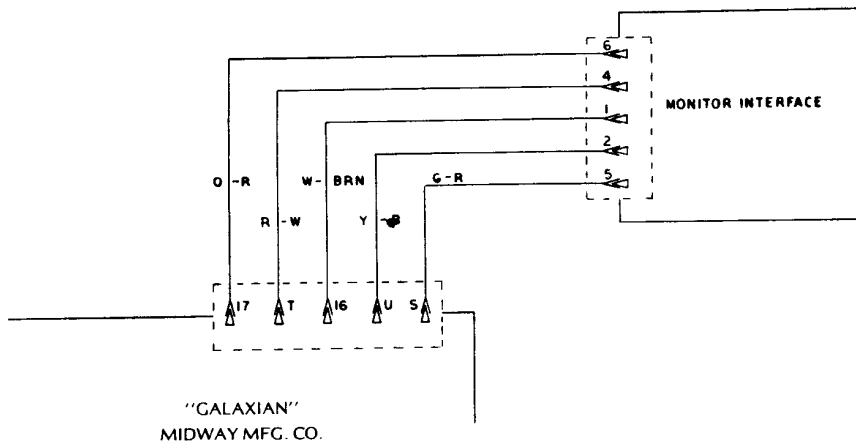 6
4
MONITOR INTERFACE
1
2
O-R
W-BRN
G-R
5
R-W
Y-
17
T
16
U
S
"GALAXIAN"
MIDWAY MFG. CO.